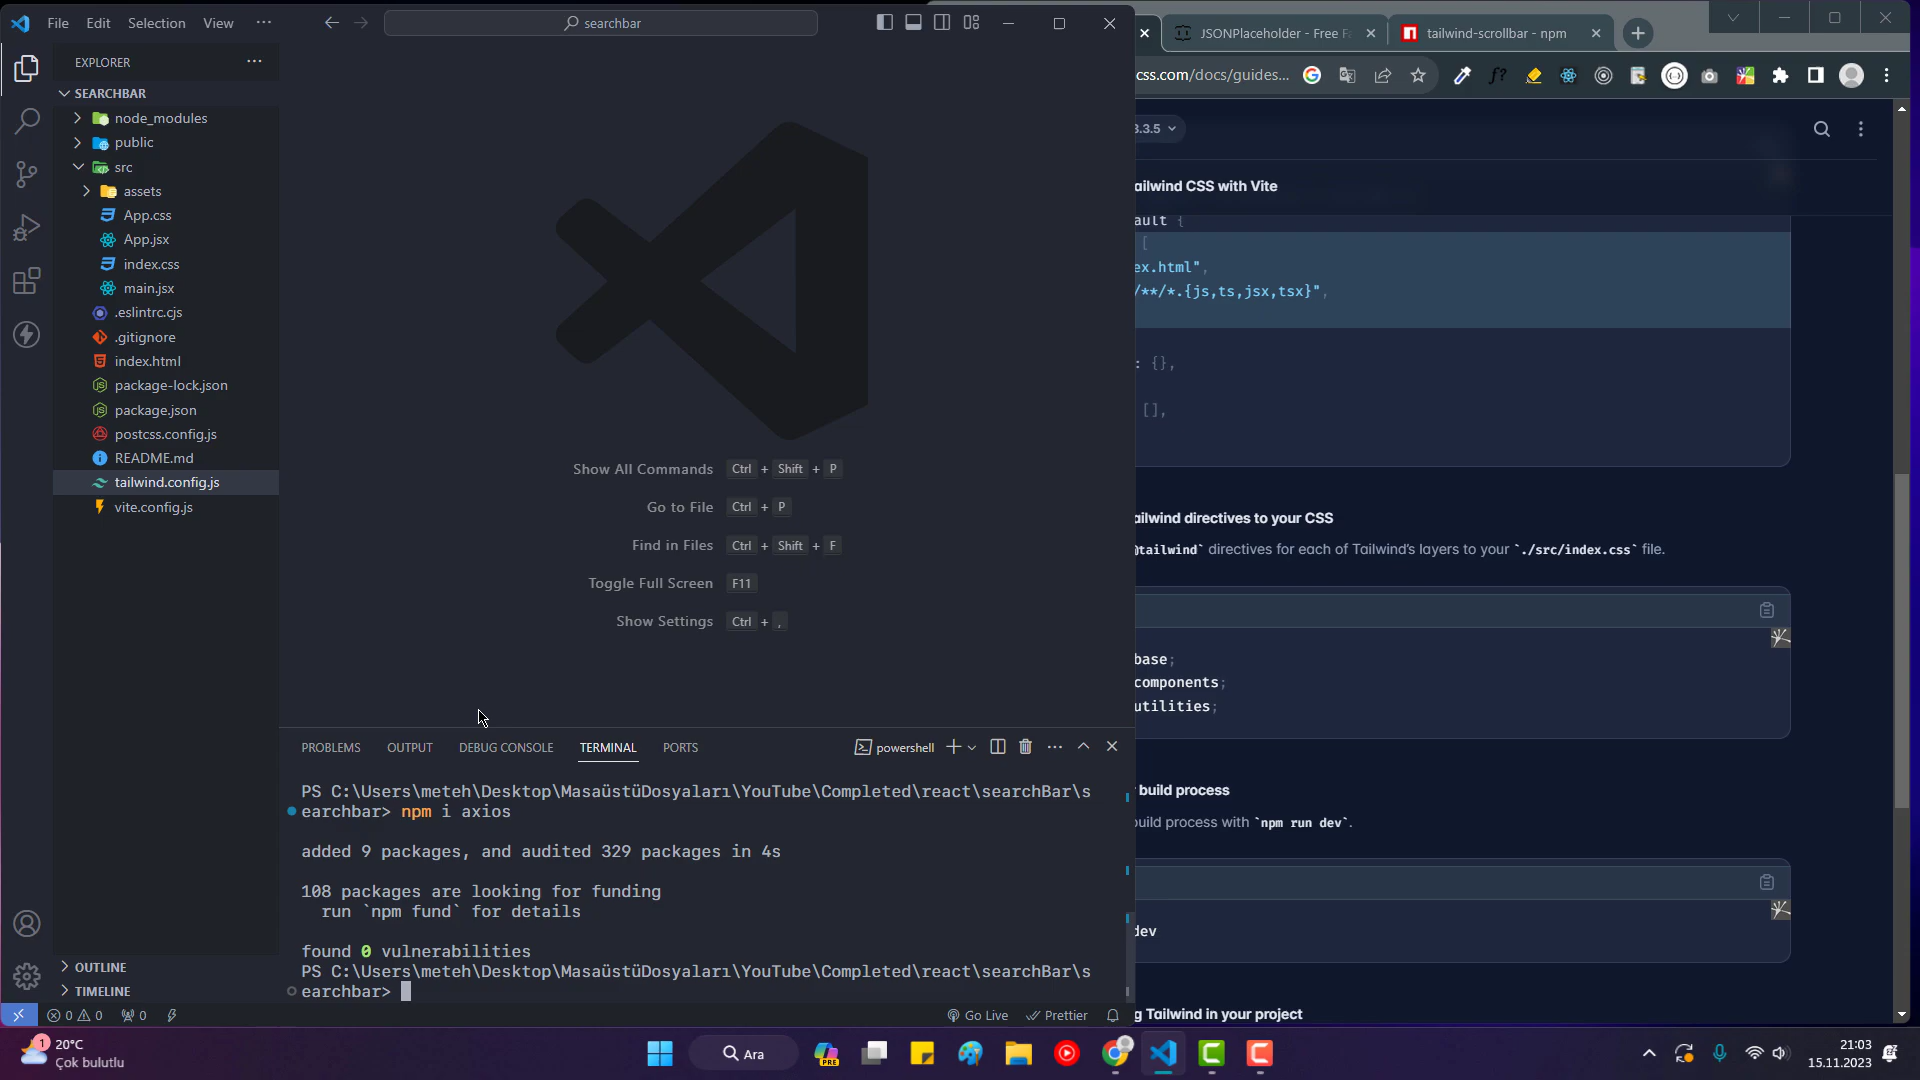 File Edit Selection View ···
searchbar
EXPLORER
SEARCHBAR
node_modules
public
src
assets
App.css
App.jsx
index.css
main.jsx
.eslintrc.cjs
.gitignore
index.html
package-lock.json
package.json
postcss.config.js
README.md
tailwind.config.js
vite.config.js
OUTLINE
TIMELINE
Show All Commands Ctrl + Shift + P
Go to File Ctrl + P
Find in Files Ctrl + Shift + F
Toggle Full Screen F11
Show Settings Ctrl + ,
PROBLEMS OUTPUT DEBUG CONSOLE TERMINAL PORTS
powershell
PS C:\Users\meteh\Desktop\MasaüstüDosyaları\YouTube\Completed\react\searchBar\s
earchbar> npm i axios
added 9 packages, and audited 329 packages in 4s
108 packages are looking for funding
run `npm fund` for details
found 0 vulnerabilities
PS C:\Users\meteh\Desktop\MasaüstüDosyaları\YouTube\Completed\react\searchBar\s
earchbar>
0 0 0
Go Live Prettier
JSONPlaceholder - Free F
tailwind-scrollbar - npm
css.com/docs/guides...
3.3.5
ailwind CSS with Vite
ault {
[
ex.html",
/**/*.{js,ts,jsx,tsx}",
: {},
[],
ailwind directives to your CSS
@tailwind` directives for each of Tailwind's layers to your `./src/index.css` file.
base;
components;
utilities;
build process
uild process with `npm run dev`.
dev
g Tailwind in your project
1
20°C
Çok bulutlu
Ara
PRE
21:03
15.11.2023